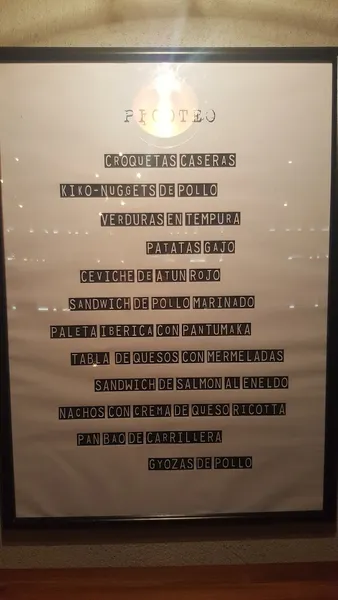 PICOTEO
CROQUETAS CASERAS
KIKO-NUGGETS DE POLLO
VERDURAS EN TEMPURA
PATATAS GAJO
CEVICHE DE ATUN ROJO
SANDWICH DE POLLO MARINADO
PALETA IBERICA CON PANTUMAKA
TABLA DE QUESOS CON MERMELADAS
SANDWICH DE SALMON AL ENELDO
NACHOS CON CREMA DE QUESO RICOTTA
PAN BAO DE CARRILLERA
GYOZAS DE POLLO